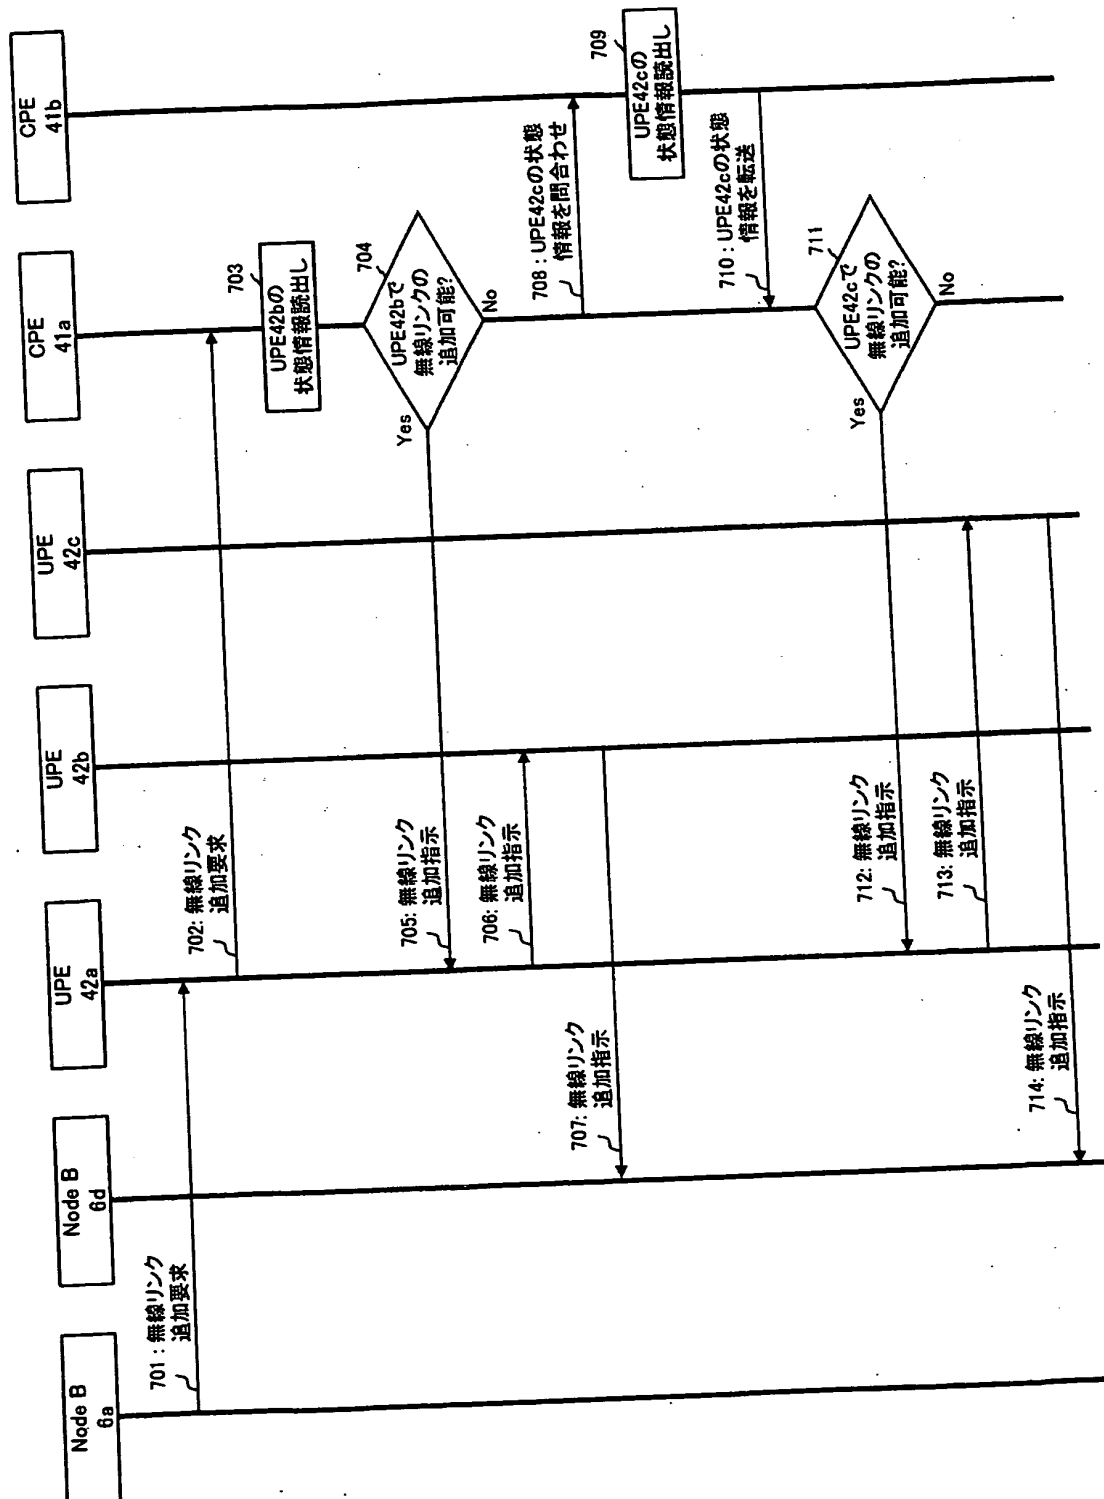 Node B
6a
Node B
6d
UPE
42a
UPE
42b
UPE
42c
CPE
41a
CPE
41b
701 : 無線リンク
追加要求
702: 無線リンク
追加要求
703
UPE42bの
状態情報読出し
704
UPE42bで
無線リンクの
追加可能?
Yes
No
705: 無線リンク
追加指示
706: 無線リンク
追加指示
707: 無線リンク
追加指示
708 : UPE42cの状態
情報を問合わせ
709
UPE42cの
状態情報読出し
710 : UPE42cの状態
情報を転送
711
UPE42cで
無線リンクの
追加可能?
Yes
No
712: 無線リンク
追加指示
713: 無線リンク
追加指示
714: 無線リンク
追加指示